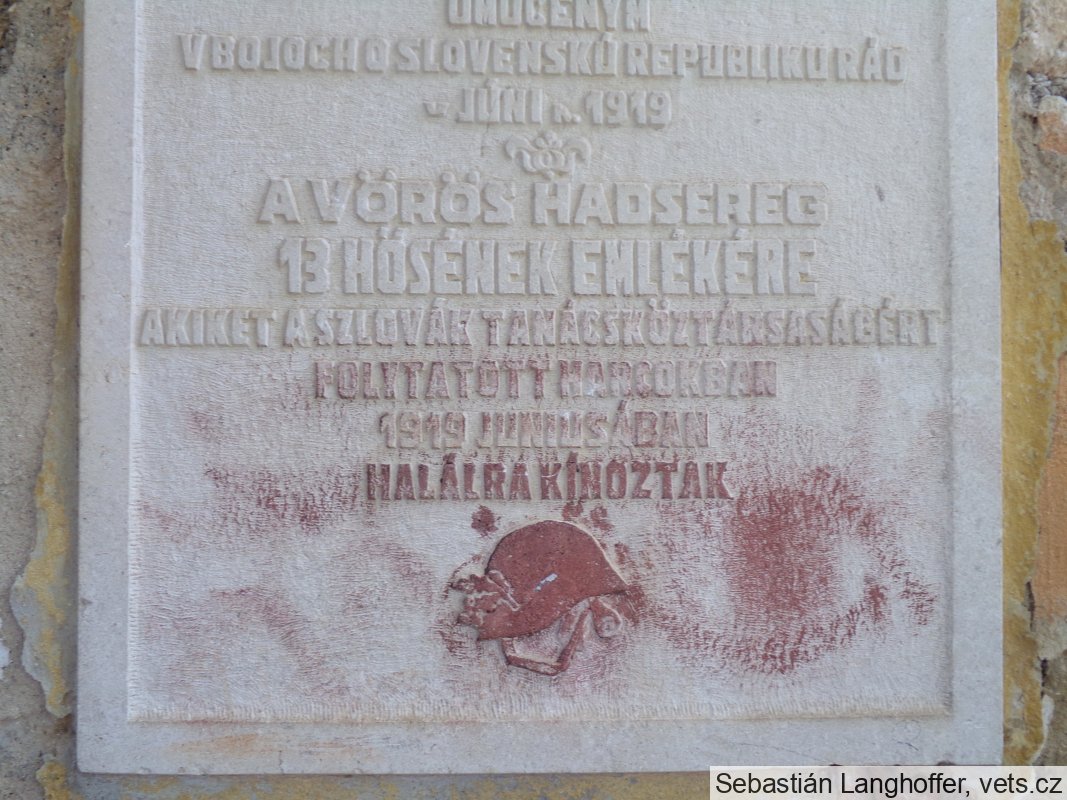 UMUČENÝM
V BOJOCH O SLOVENSKÚ REPUBLIKU RÁD
v JÚNI r. 1919
A VÖRÖS HADSEREG
13 HŐSÉNEK EMLÉKÉRE
AKIKET A SZLOVÁK TANÁCSKÖZTÁRSASÁGÉRT
FOLYTATOTT HARCOKBAN
1919 JUNIUSÁBAN
HALÁLRA KÍNOZTAK
Sebastián Langhoffer, vets.cz